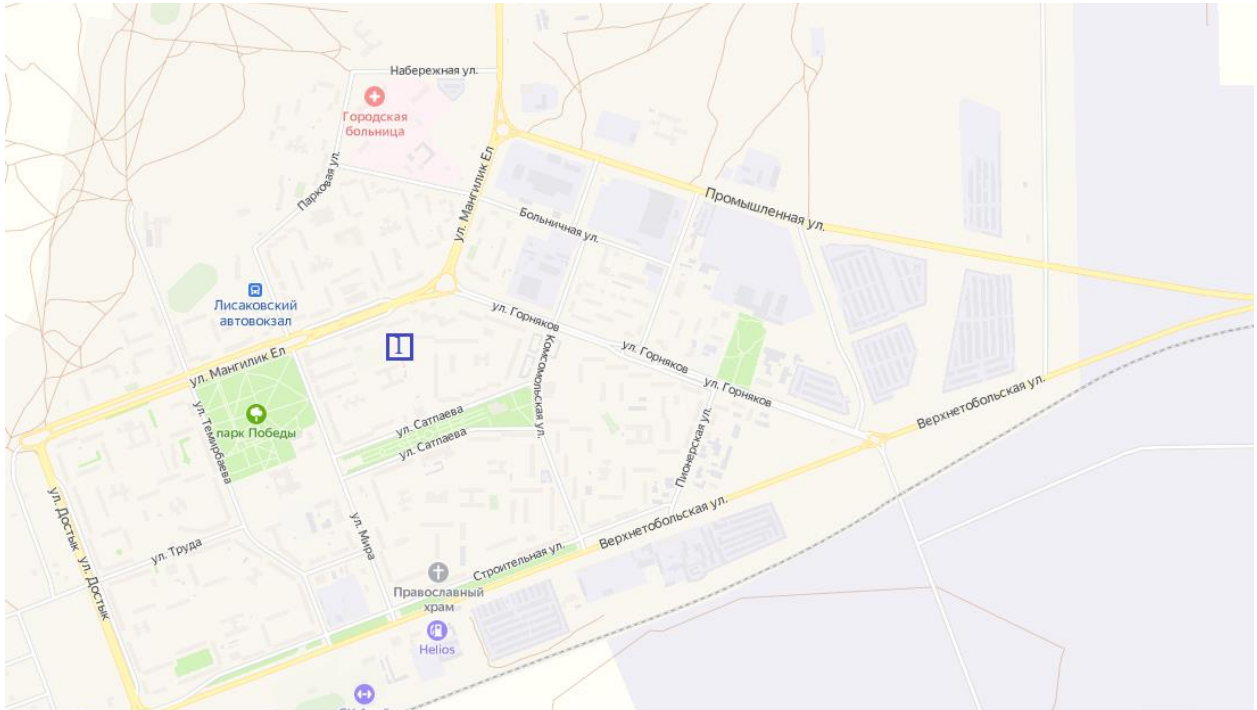 Набережная ул.
Городская
больница
Парковая ул.
ул. Мангилик Ел
Промышленная ул.
Больничная ул.
Лисаковский
автовокзал
ул. Горняков
1
Комсомольская ул.
ул. Горняков
ул. Мангилик Ел
ул. Горняков
Верхнетобольская ул.
ул. Сатпаева
парк Победы
ул. Темирбаева
ул. Сатпаева
Пионерская ул.
ул. Достык
ул. Мира
Верхнетобольская ул.
ул. Труда
Строительная ул.
ул. Достык
Православный
храм
Helios